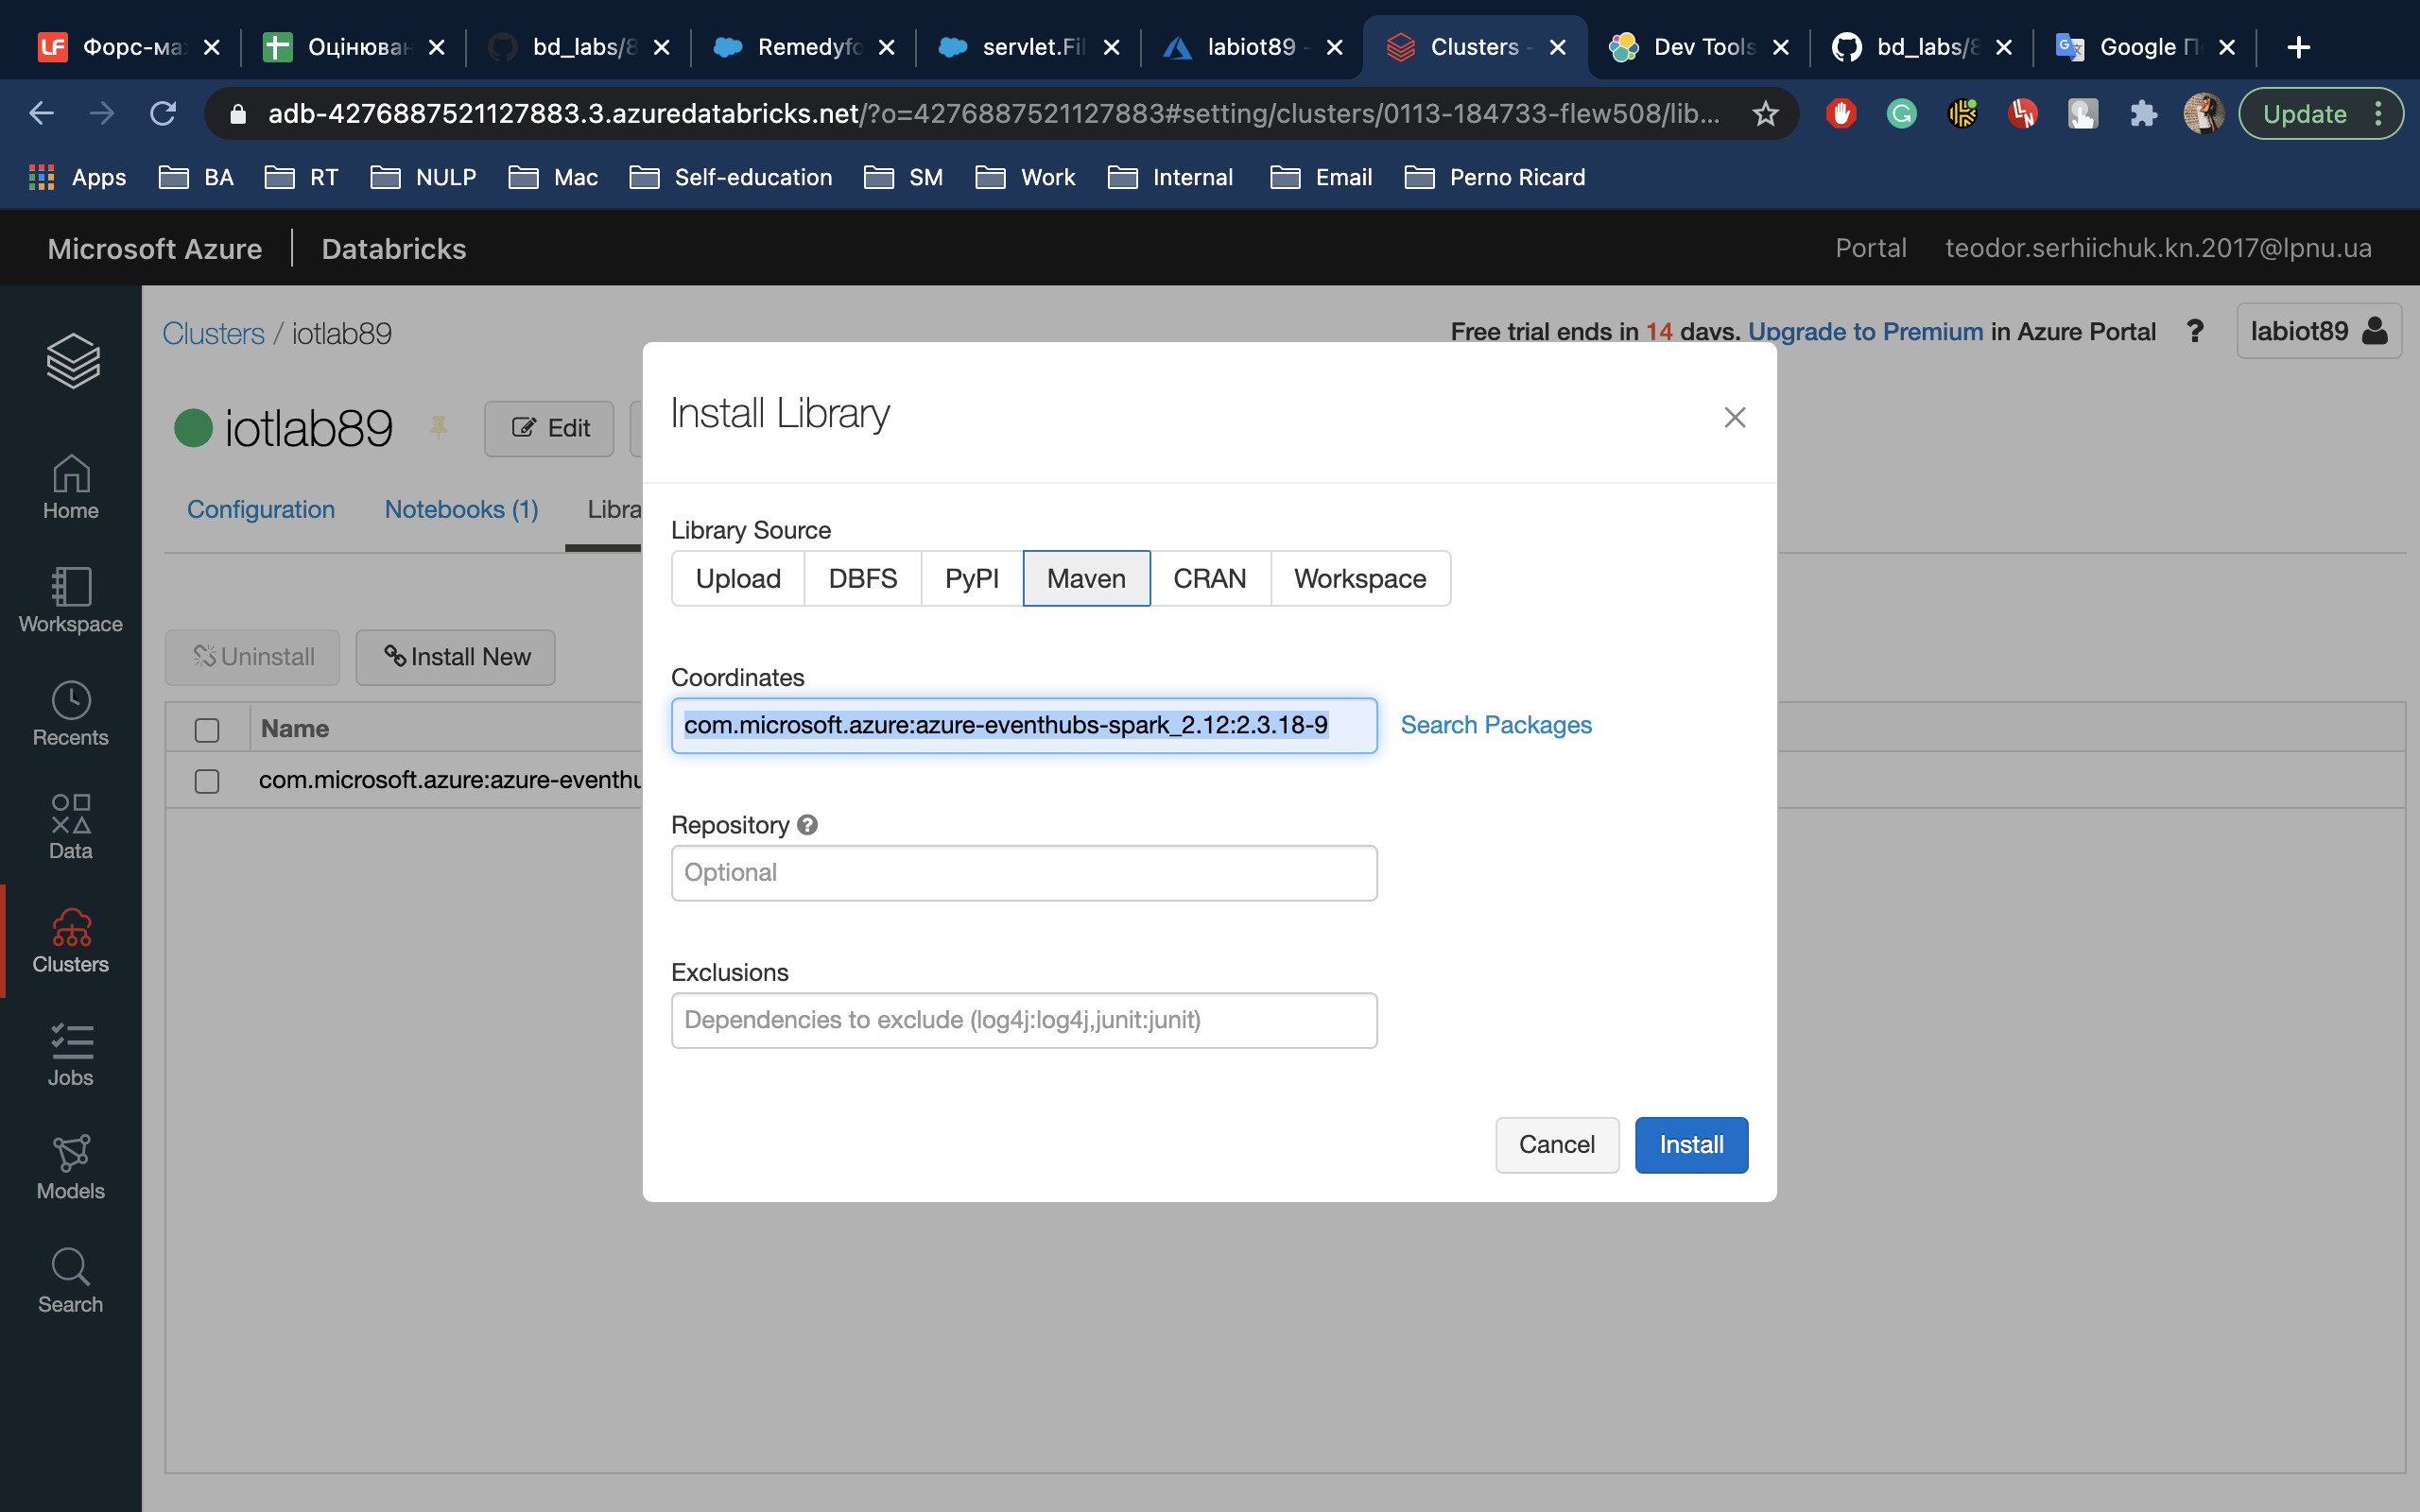 LF Форс-ма
Оцінюван
bd_labs/8
Remedyfo
servlet.Fil
labiot89 -
Clusters -
Dev Tools
bd_labs/8
Google П
adb-4276887521127883.3.azuredatabricks.net/?o=4276887521127883#setting/clusters/0113-184733-flew508/lib...
Update
Apps
BA
RT
NULP
Mac
Self-education
SM
Work
Internal
Email
Perno Ricard
Microsoft Azure | Databricks
Portal
teodor.serhiichuk.kn.2017@lpnu.ua
Home
Workspace
Recents
Data
Clusters
Jobs
Models
Search
Clusters / iotlab89
Free trial ends in 14 days. Upgrade to Premium in Azure Portal
?
labiot89
iotlab89
Edit
Configuration
Notebooks (1)
Libra
Uninstall
Install New
Name
com.microsoft.azure:azure-eventhu
Install Library
Library Source
Upload
DBFS
PyPI
Maven
CRAN
Workspace
Coordinates
com.microsoft.azure:azure-eventhubs-spark_2.12:2.3.18-9
Search Packages
Repository
Optional
Exclusions
Dependencies to exclude (log4j:log4j,junit:junit)
Cancel
Install